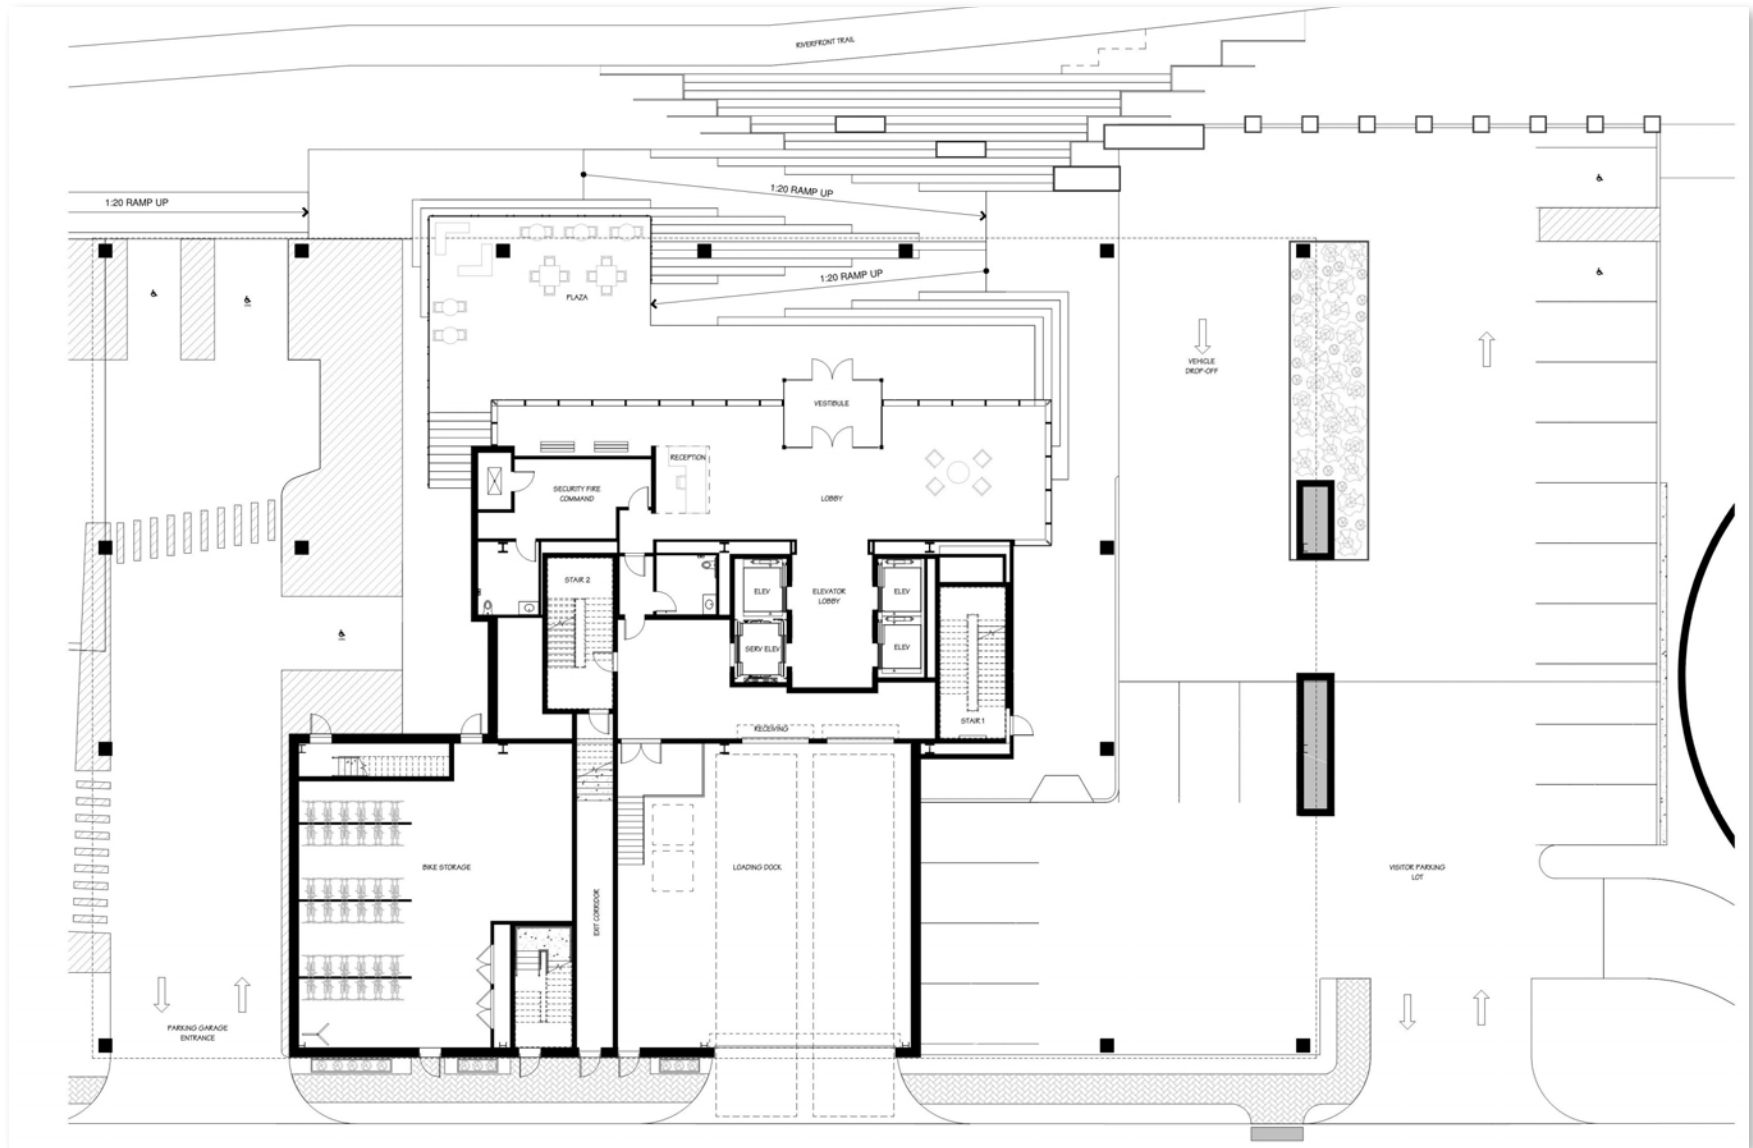 RIVERFRONT TRAIL
1:20 RAMP UP
1:20 RAMP UP
1:20 RAMP UP
PLAZA
VEHICLE
DROP-OFF
VESTIBULE
RECEPTION
SECURITY FIRE
COMMAND
LOBBY
STAIR 2
ELEV
ELEVATOR
LOBBY
ELEV
SERV ELEV
ELEV
STAIR 1
RECEIVING
BIKE STORAGE
EXIT CORRIDOR
LOADING DOCK
VISITOR PARKING
LOT
PARKING GARAGE
ENTRANCE